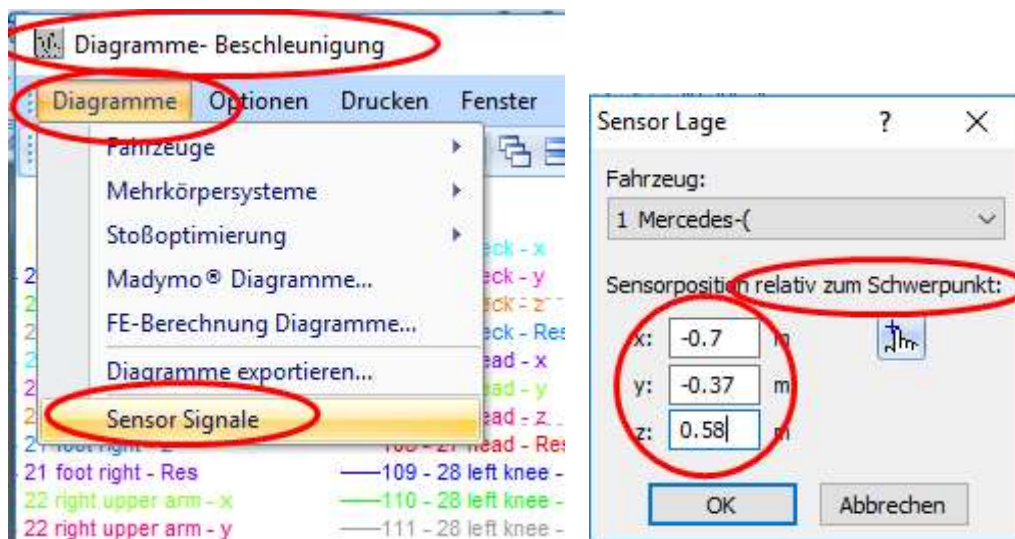 Diagramme- Beschleunigung
Diagramme Optionen Drucken Fenster
Fahrzeuge
Mehrkörpersysteme
Stoßoptimierung
Madymo® Diagramme...
FE-Berechnung Diagramme...
Diagramme exportieren...
Sensor Signale
21 foot right - Res
109 - 28 left knee -
22 right upper arm - x
110 - 28 left knee -
22 right upper arm - y
111 - 28 left knee -
Sensor Lage ? X
Fahrzeug:
1 Mercedes-(
Sensorposition relativ zum Schwerpunkt:
x: -0.7 m
y: -0.37 m
z: 0.58 m
OK Abbrechen